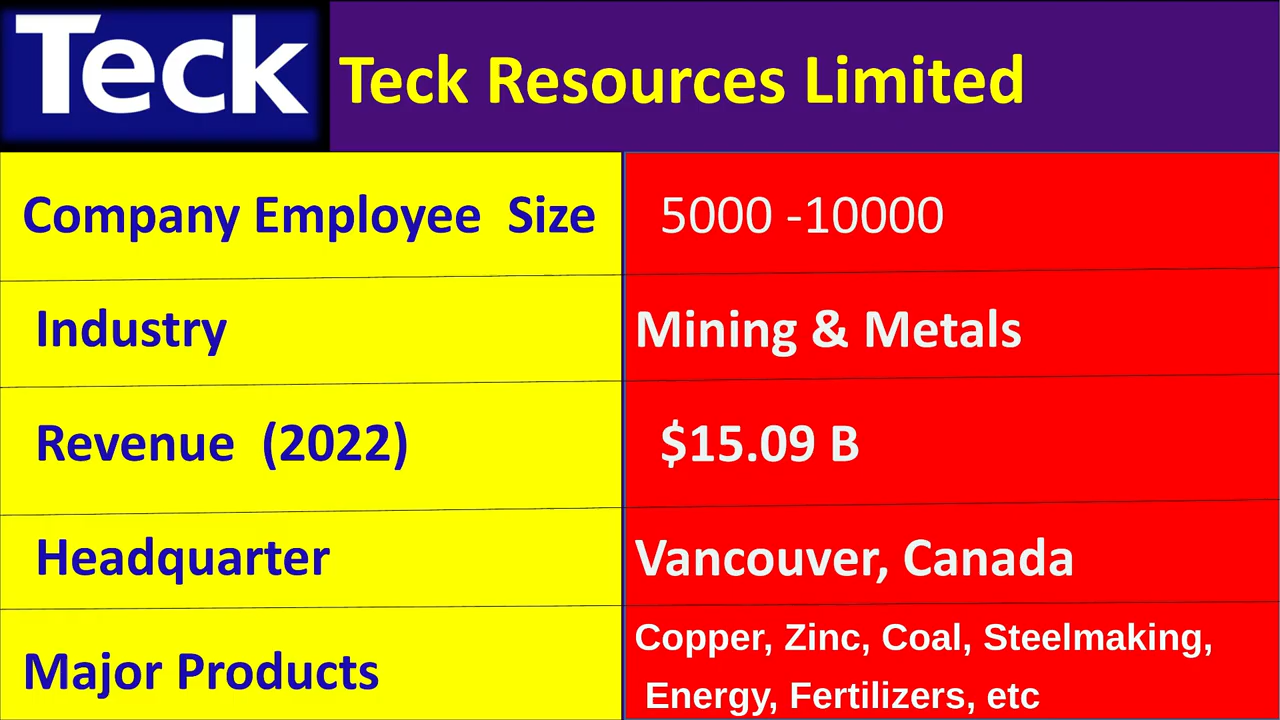 Teck
Teck Resources Limited
Company Employee Size
5000 -10000
Industry
Mining & Metals
Revenue (2022)
$15.09 B
Headquarter
Vancouver, Canada
Major Products
Copper, Zinc, Coal, Steelmaking,
Energy, Fertilizers, etc